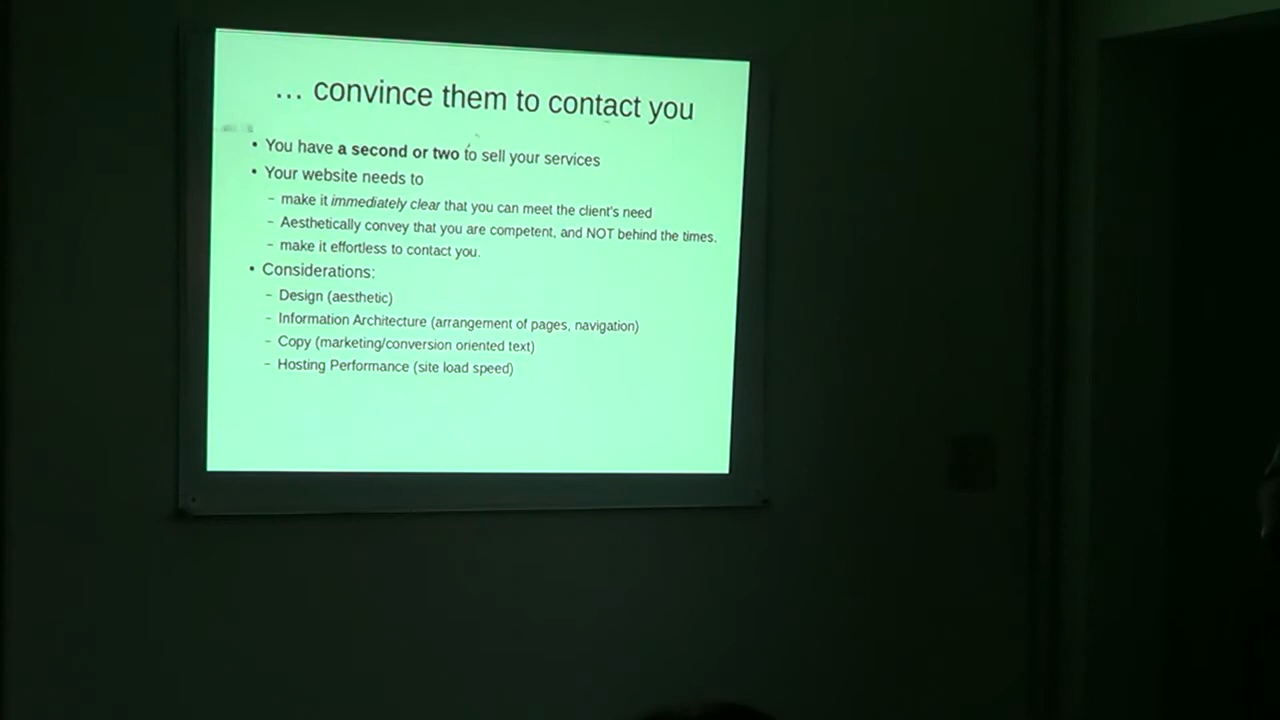 … convince them to contact you
• You have a second or two to sell your services
• Your website needs to
– make it immediately clear that you can meet the client's need
– Aesthetically convey that you are competent, and NOT behind the times.
– make it effortless to contact you.
• Considerations:
– Design (aesthetic)
– Information Architecture (arrangement of pages, navigation)
– Copy (marketing/conversion oriented text)
– Hosting Performance (site load speed)